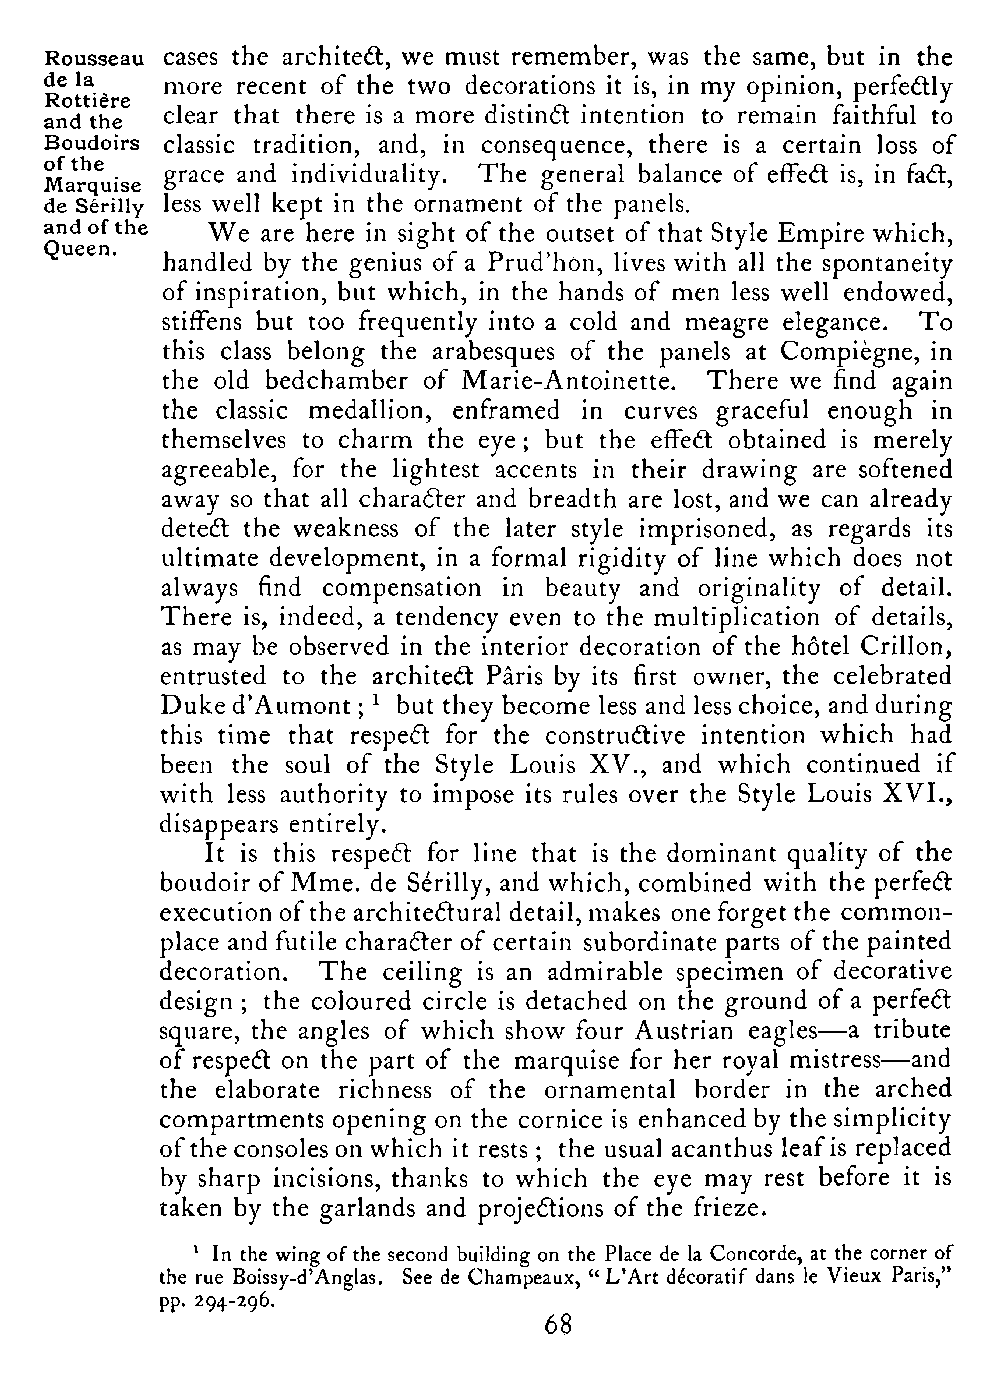 Rousseau
de la
Rottière
and the
Boudoirs
of the
Marquise
de Sérilly
and of the
Queen.
cases the architect, we must remember, was the same, but in the
more recent of the two decorations it is, in my opinion, perfectly
clear that there is a more distinct intention to remain faithful to
classic tradition, and, in consequence, there is a certain loss of
grace and individuality. The general balance of effect is, in fact,
less well kept in the ornament of the panels.
We are here in sight of the outset of that Style Empire which,
handled by the genius of a Prud'hon, lives with all the spontaneity
of inspiration, but which, in the hands of men less well endowed,
stiffens but too frequently into a cold and meagre elegance. To
this class belong the arabesques of the panels at Compiègne, in
the old bedchamber of Marie-Antoinette. There we find again
the classic medallion, enframed in curves graceful enough in
themselves to charm the eye; but the effect obtained is merely
agreeable, for the lightest accents in their drawing are softened
away so that all character and breadth are lost, and we can already
detect the weakness of the later style imprisoned, as regards its
ultimate development, in a formal rigidity of line which does not
always find compensation in beauty and originality of detail.
There is, indeed, a tendency even to the multiplication of details,
as may be observed in the interior decoration of the hôtel Crillon,
entrusted to the architect Pâris by its first owner, the celebrated
Duke d'Aumont; ¹ but they become less and less choice, and during
this time that respect for the constructive intention which had
been the soul of the Style Louis XV., and which continued if
with less authority to impose its rules over the Style Louis XVI.,
disappears entirely.
It is this respect for line that is the dominant quality of the
boudoir of Mme. de Sérilly, and which, combined with the perfect
execution of the architectural detail, makes one forget the common-
place and futile character of certain subordinate parts of the painted
decoration. The ceiling is an admirable specimen of decorative
design; the coloured circle is detached on the ground of a perfect
square, the angles of which show four Austrian eagles—a tribute
of respect on the part of the marquise for her royal mistress—and
the elaborate richness of the ornamental border in the arched
compartments opening on the cornice is enhanced by the simplicity
of the consoles on which it rests; the usual acanthus leaf is replaced
by sharp incisions, thanks to which the eye may rest before it is
taken by the garlands and projections of the frieze.
¹ In the wing of the second building on the Place de la Concorde, at the corner of
the rue Boissy-d'Anglas. See de Champeaux, "L'Art décoratif dans le Vieux Paris,"
pp. 294-296.
68